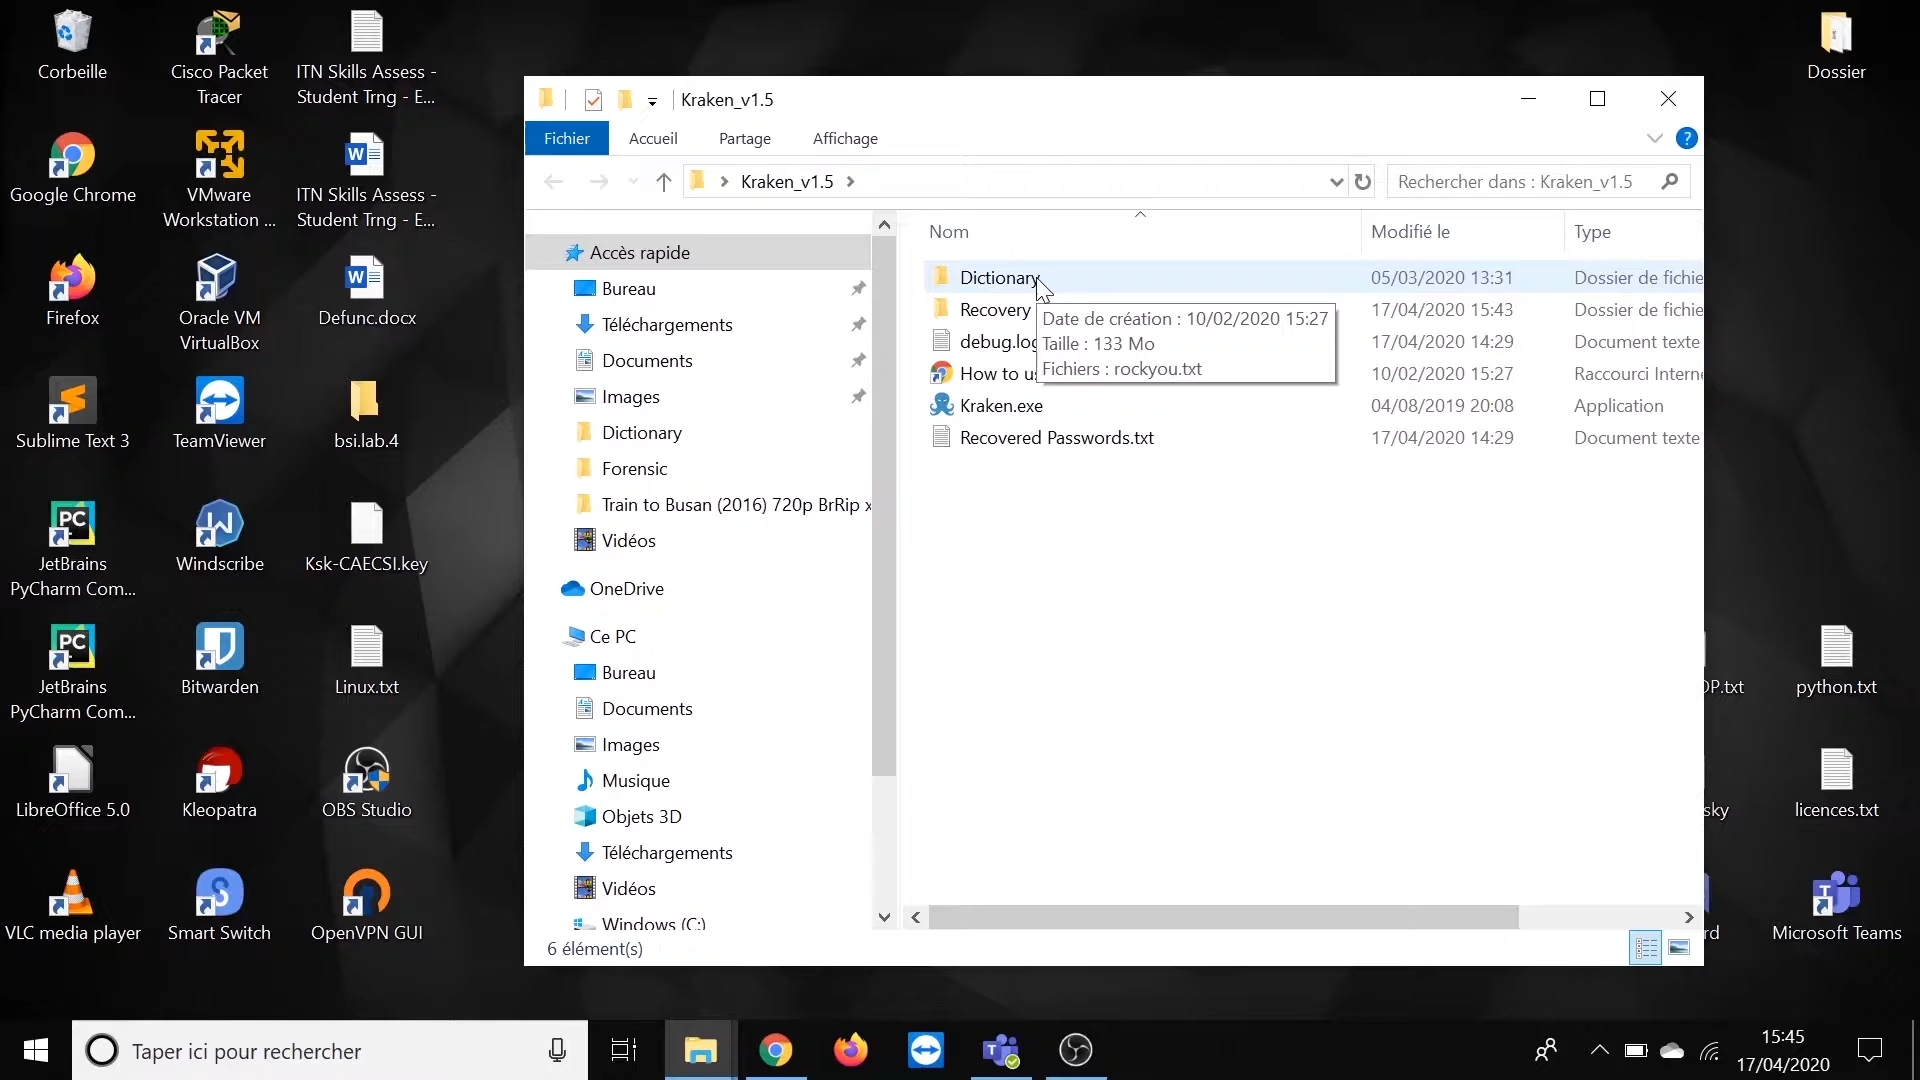 Corbeille
Cisco Packet
Tracer
ITN Skills Assess -
Student Trng - E...
Dossier
Google Chrome
VMware
Workstation ...
ITN Skills Assess -
Student Trng - E...
Firefox
Oracle VM
VirtualBox
Defunc.docx
Sublime Text 3
TeamViewer
bsi.lab.4
JetBrains
PyCharm Com...
Windscribe
Ksk-CAECSI.key
JetBrains
PyCharm Com...
Bitwarden
Linux.txt
LibreOffice 5.0
Kleopatra
OBS Studio
VLC media player
Smart Switch
OpenVPN GUI
Kraken_v1.5
Fichier Accueil Partage Affichage
Kraken_v1.5
Rechercher dans : Kraken_v1.5
Accès rapide
Bureau
Téléchargements
Documents
Images
Dictionary
Forensic
Train to Busan (2016) 720p BrRip x
Vidéos
OneDrive
Ce PC
Bureau
Documents
Images
Musique
Objets 3D
Téléchargements
Vidéos
Windows (C:)
Nom Modifié le Type
Dictionary 05/03/2020 13:31 Dossier de fichie
Recovery 17/04/2020 15:43 Dossier de fichie
debug.log 17/04/2020 14:29 Document texte
How to u 10/02/2020 15:27 Raccourci Interne
Kraken.exe 04/08/2019 20:08 Application
Recovered Passwords.txt 17/04/2020 14:29 Document texte
Date de création : 10/02/2020 15:27
Taille : 133 Mo
Fichiers : rockyou.txt
6 élément(s)
OP.txt
python.txt
sky
licences.txt
rd
Microsoft Teams
Taper ici pour rechercher
15:45
17/04/2020